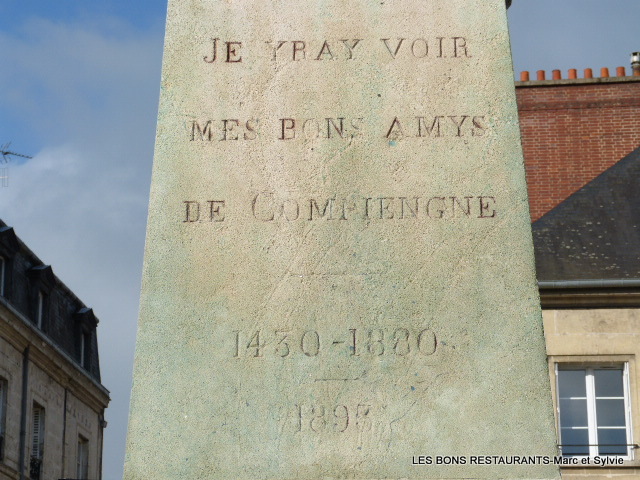 JE YRAY VOIR
MES BONS AMYS
DE COMPIENGNE
1430-1880
1895
LES BONS RESTAURANTS-Marc et Sylvie